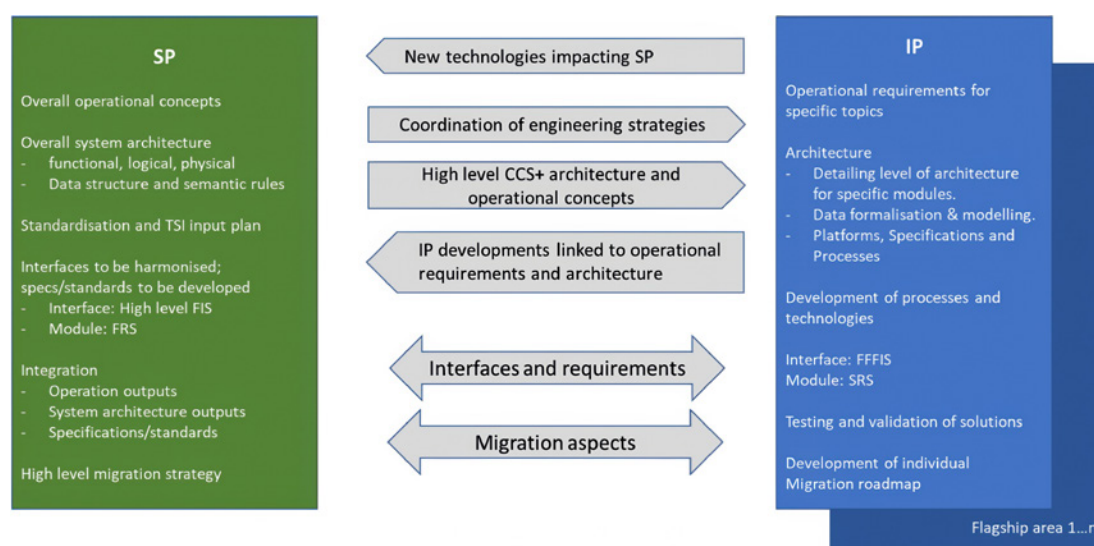 SP
Overall operational concepts
Overall system architecture
- functional, logical, physical
- Data structure and semantic rules
Standardisation and TSI input plan
Interfaces to be harmonised;
specs/standards to be developed
- Interface: High level FIS
- Module: FRS
Integration
- Operation outputs
- System architecture outputs
- Specifications/standards
High level migration strategy
New technologies impacting SP
Coordination of engineering strategies
High level CCS+ architecture and
operational concepts
IP developments linked to operational
requirements and architecture
Interfaces and requirements
Migration aspects
IP
Operational requirements for
specific topics
Architecture
- Detailing level of architecture
for specific modules.
- Data formalisation & modelling.
- Platforms, Specifications and
Processes
Development of processes and
technologies
Interface: FFFIS
Module: SRS
Testing and validation of solutions
Development of individual
Migration roadmap
Flagship area 1...n